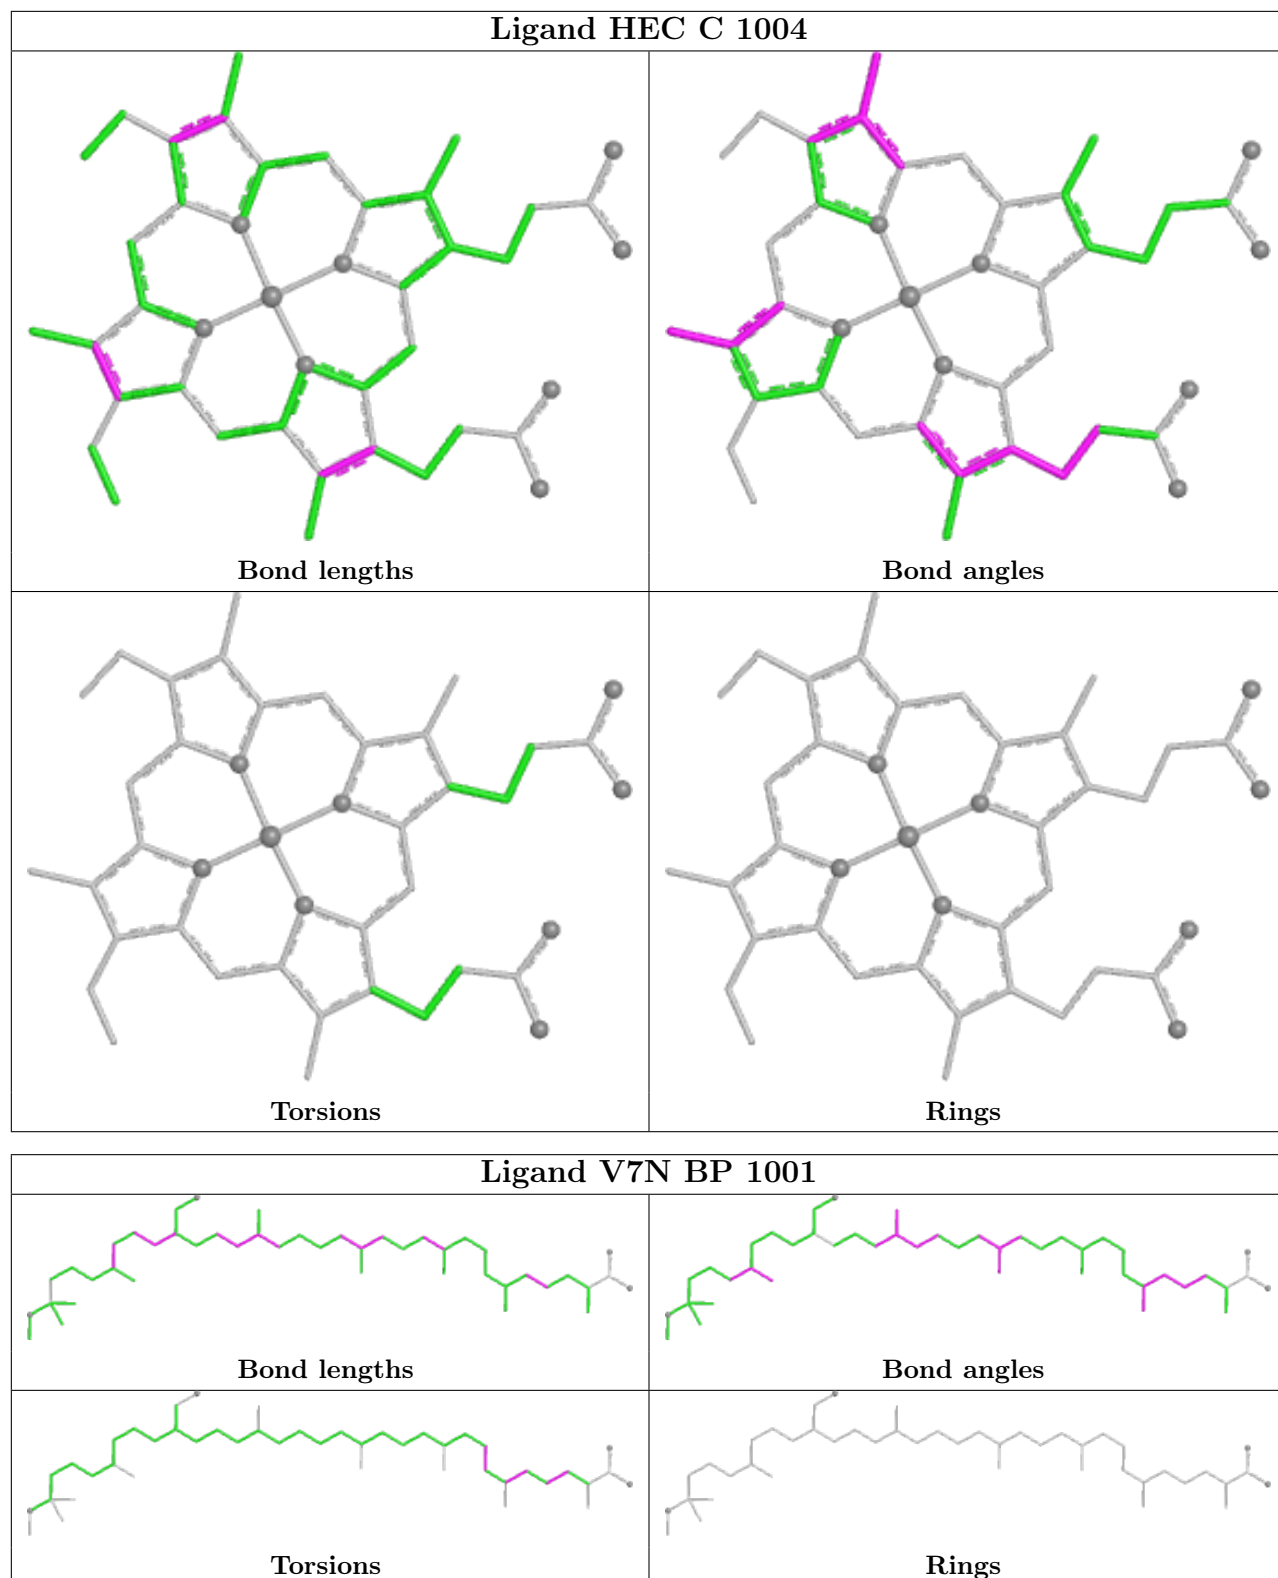 Ligand HEC C 1004
Bond lengths
Bond angles
Torsions
Rings
Ligand V7N BP 1001
Bond lengths
Bond angles
Torsions
Rings